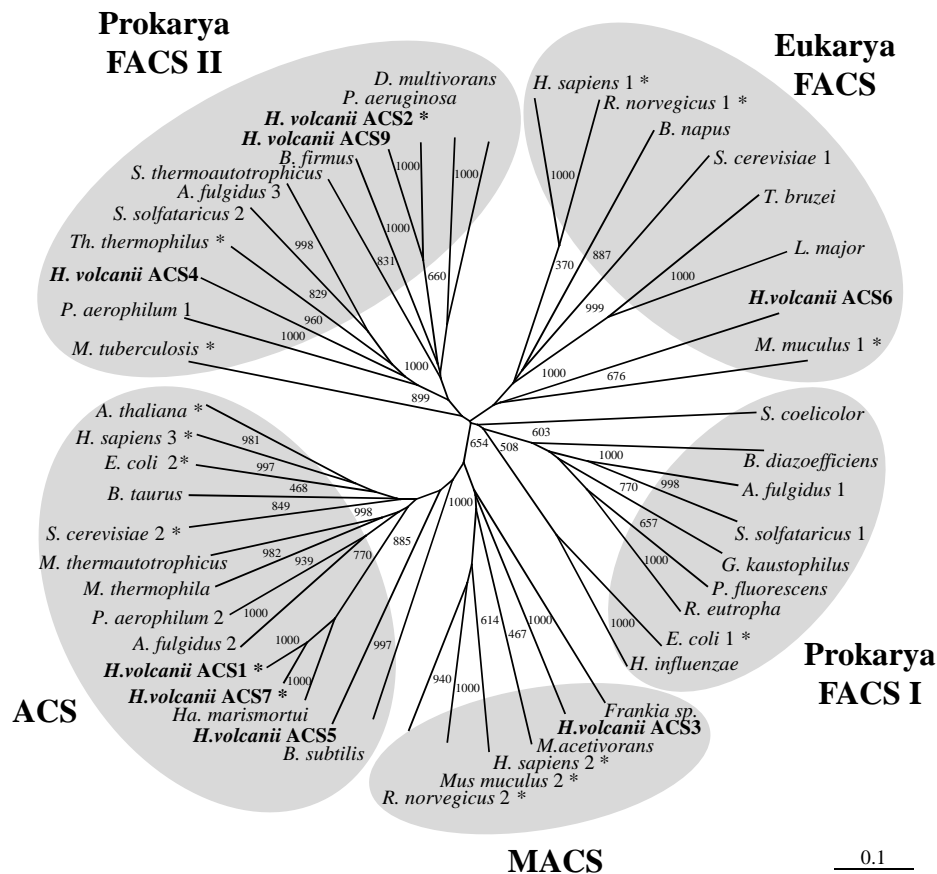 Prokarya
FACS II
D. multivorans
P. aeruginosa
H. volcanii ACS2 *
H. volcanii ACS9
B. firmus
S. thermoautotrophicus
A. fulgidus 3
S. solfataricus 2
Th. thermophilus *
H. volcanii ACS4
P. aerophilum 1
M. tuberculosis *
1000
1000
1000
831
660
998
829
960
1000
1000
899
Eukarya
FACS
H. sapiens 1 *
R. norvegicus 1 *
B. napus
S. cerevisiae 1
T. bruzei
L. major
H.volcanii ACS6
M. muculus 1 *
1000
370
887
1000
999
1000
676
S. coelicolor
B. diazoefficiens
A. fulgidus 1
S. solfataricus 1
G. kaustophilus
P. fluorescens
R. eutropha
E. coli 1 *
H. influenzae
654
508
603
1000
770
998
657
1000
1000
Prokarya
FACS I
A. thaliana *
H. sapiens 3 *
E. coli 2*
B. taurus
S. cerevisiae 2 *
M. thermautotrophicus
M. thermophila
P. aerophilum 2
A. fulgidus 2
H.volcanii ACS1 *
H.volcanii ACS7 *
Ha. marismortui
H.volcanii ACS5
B. subtilis
981
997
468
849
998
982
939
770
885
1000
1000
1000
1000
997
ACS
Frankia sp.
H.volcanii ACS3
M.acetivorans
H. sapiens 2 *
Mus muculus 2 *
R. norvegicus 2 *
614
467
1000
940
1000
MACS
0.1